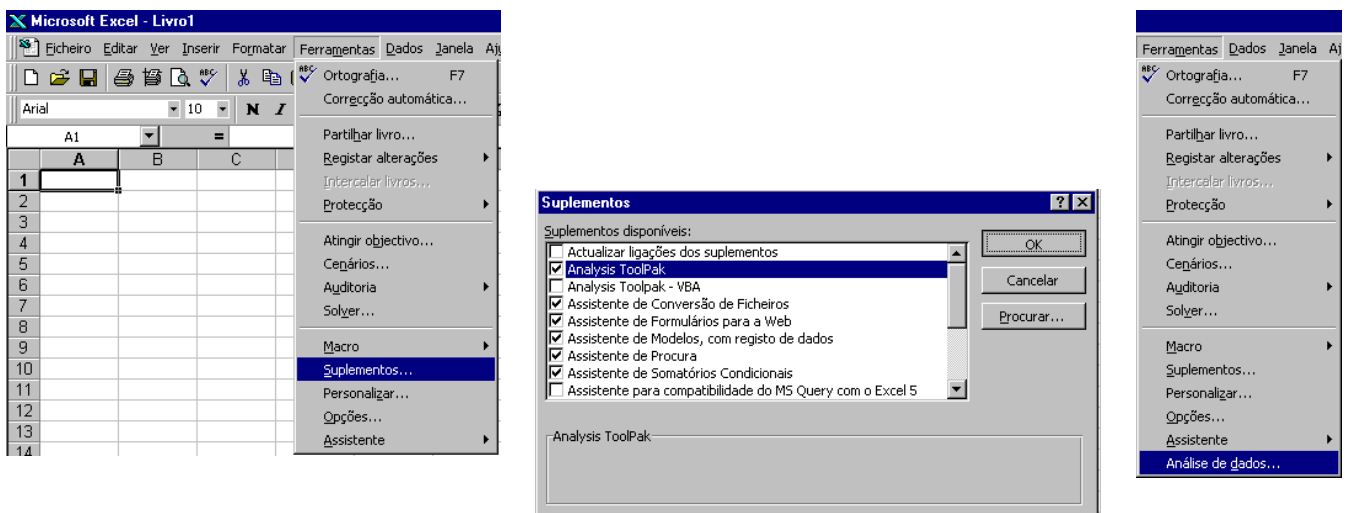 Microsoft Excel - Livro1
Ficheiro Editar Ver Inserir Formatar Ferramentas Dados Janela
ABC
Arial 10 N I
A1 =
A B C
1
2
3
4
5
6
7
8
9
10
11
12
13
14
ABC Ortografia... F7
Correcção automática...
Partilhar livro...
Registar alterações
Intercalar livros...
Protecção
Atingir objectivo...
Cenários...
Auditoria
Solver...
Macro
Suplementos...
Personalizar...
Opções...
Assistente
Suplementos ?
Suplementos disponíveis:
Actualizar ligações dos suplementos
Analysis ToolPak
Analysis Toolpak - VBA
Assistente de Conversão de Ficheiros
Assistente de Formulários para a Web
Assistente de Modelos, com registo de dados
Assistente de Procura
Assistente de Somatórios Condicionais
Assistente para compatibilidade do MS Query com o Excel 5
OK
Cancelar
Procurar...
Analysis ToolPak
Ferramentas Dados Janela
ABC Ortografia... F7
Correcção automática...
Partilhar livro...
Registar alterações
Intercalar livros...
Protecção
Atingir objectivo...
Cenários...
Auditoria
Solver...
Macro
Suplementos...
Personalizar...
Opções...
Assistente
Análise de dados...